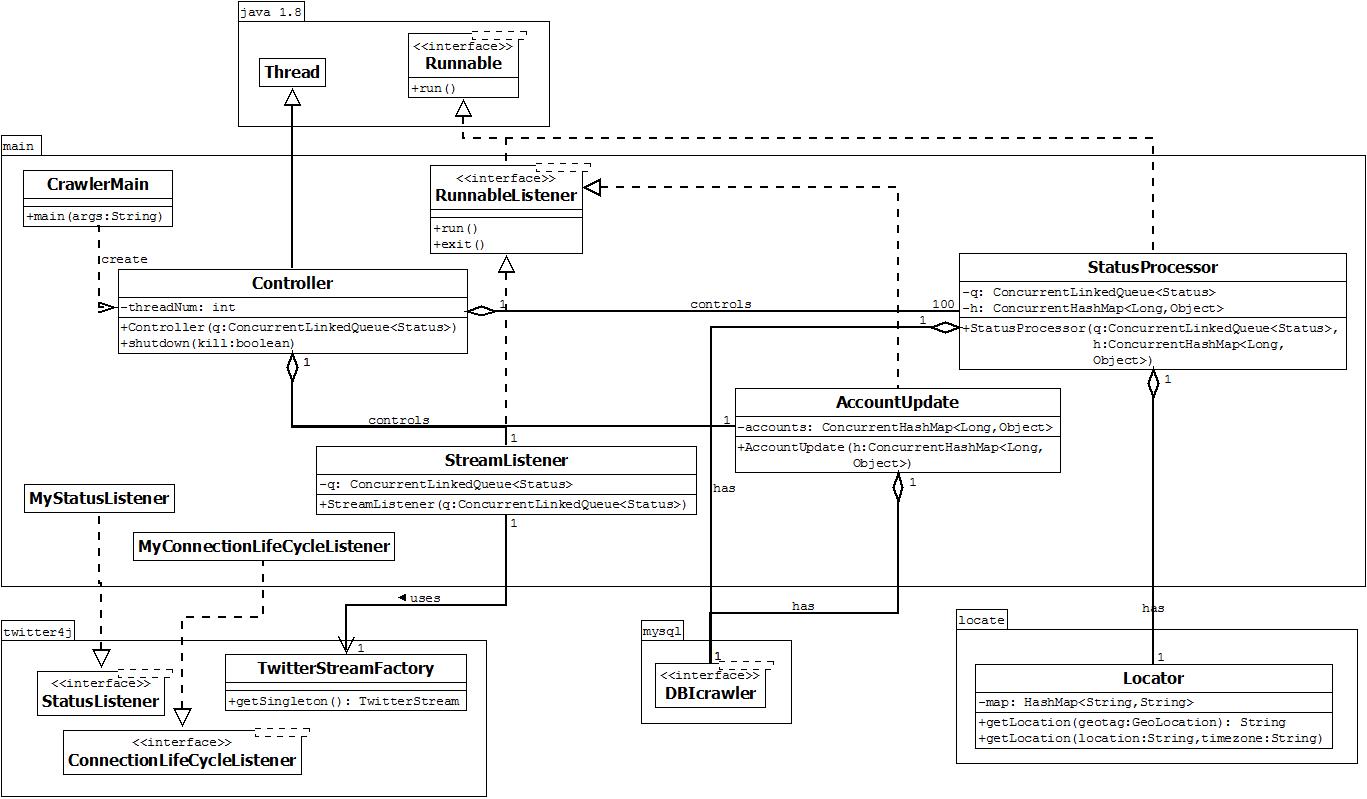 java 1.8
<<interface>>
Runnable
+run()
Thread
main
CrawlerMain
+main(args:String)
create
<<interface>>
RunnableListener
+run()
+exit()
Controller
-threadNum: int
+Controller(q:ConcurrentLinkedQueue<Status>)
+shutdown(kill:boolean)
1
controls
100
1
StatusProcessor
-q: ConcurrentLinkedQueue<Status>
-h: ConcurrentHashMap<Long,Object>
+StatusProcessor(q:ConcurrentLinkedQueue<Status>,
h:ConcurrentHashMap<Long,
Object>)
1
1
controls
1
1
AccountUpdate
-accounts: ConcurrentHashMap<Long,Object>
+AccountUpdate(h:ConcurrentHashMap<Long,
Object>)
1
StreamListener
-q: ConcurrentLinkedQueue<Status>
+StreamListener(q:ConcurrentLinkedQueue<Status>)
1
has
MyStatusListener
MyConnectionLifeCycleListener
◄ uses
has
has
twitter4j
<<interface>>
StatusListener
1
TwitterStreamFactory
+getSingleton(): TwitterStream
<<interface>>
ConnectionLifeCycleListener
mysql
1
<<interface>>
DBIcrawler
locate
1
Locator
-map: HashMap<String,String>
+getLocation(geotag:GeoLocation): String
+getLocation(location:String,timezone:String)